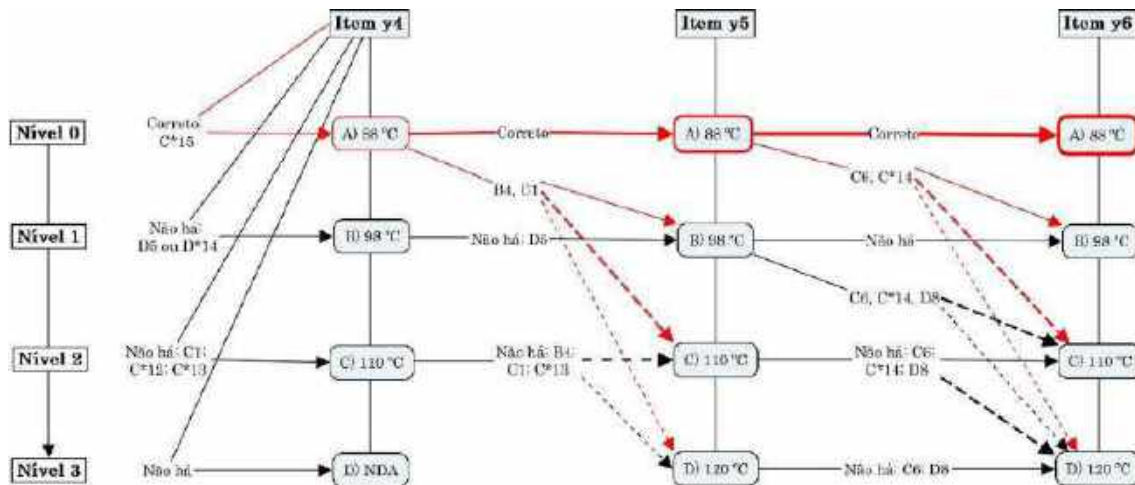 Item y4
Item y5
Item y6
Nível 0
Correto:
C*15
A) 88 °C
Correto
A) 88 °C
Correto
A) 88 °C
B4, C1
C6, C*14
Nível 1
Não há:
D5 ou D*14
B) 98 °C
Não há: D5
B) 98 °C
Não há
B) 98 °C
C6, C*14, D8
Nível 2
Não há: C1;
C*12; C*13
C) 110 °C
Não há: B4;
C1; C*13
C) 110 °C
Não há: C6;
C*14; D8
C) 110 °C
Nível 3
Não há
D) NDA
D) 120 °C
Não há: C6; D8
D) 120 °C